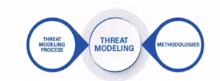 THREAT
MODELING
PROCESS
THREAT
MODELING
METHODOLOGIES